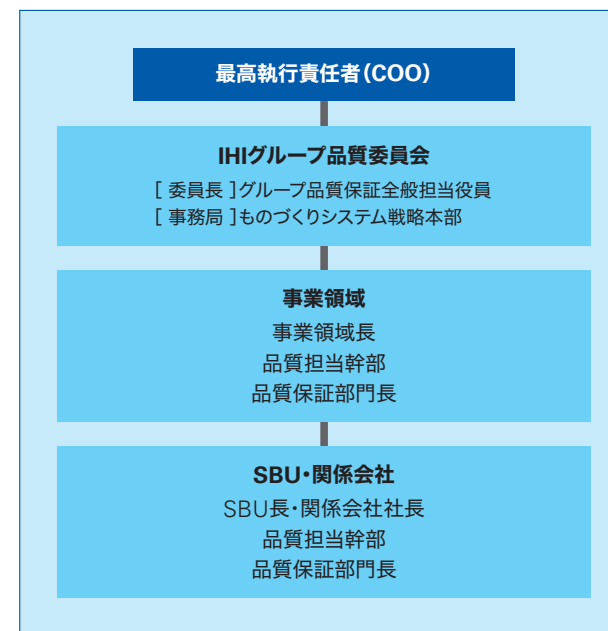 最高執行責任者(COO)
IHIグループ品質委員会
[ 委員長 ]グループ品質保証全般担当役員
[ 事務局 ]ものづくりシステム戦略本部
事業領域
事業領域長
品質担当幹部
品質保証部門長
SBU・関係会社
SBU長・関係会社社長
品質担当幹部
品質保証部門長